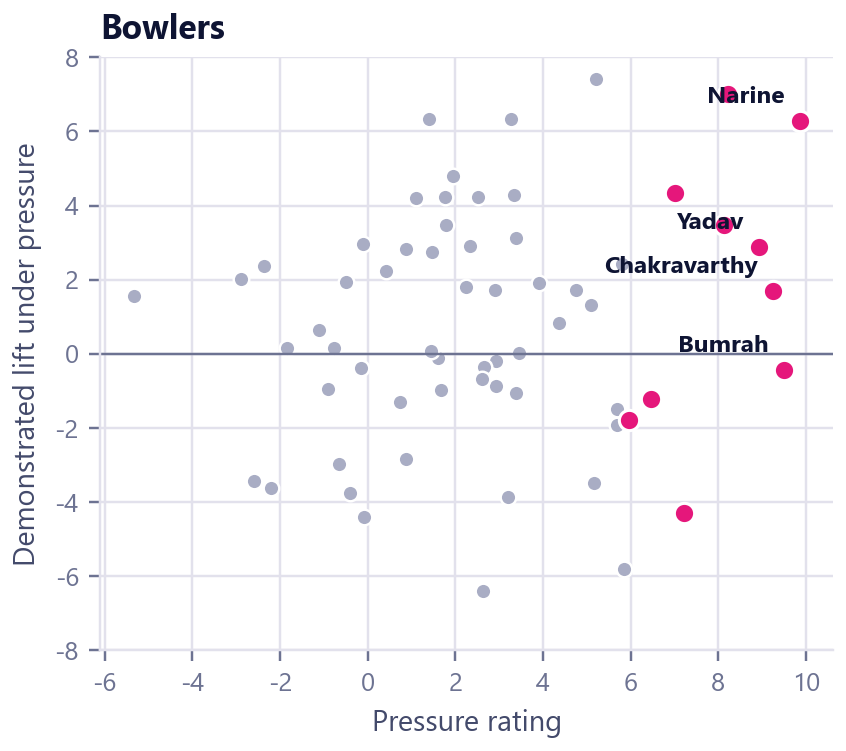 Bowlers
Demonstrated lift under pressure
8
6
4
2
0
-2
-4
-6
-8
Narine
Yadav
Chakravarthy
Bumrah
-6 -4 -2 0 2 4 6 8 10
Pressure rating